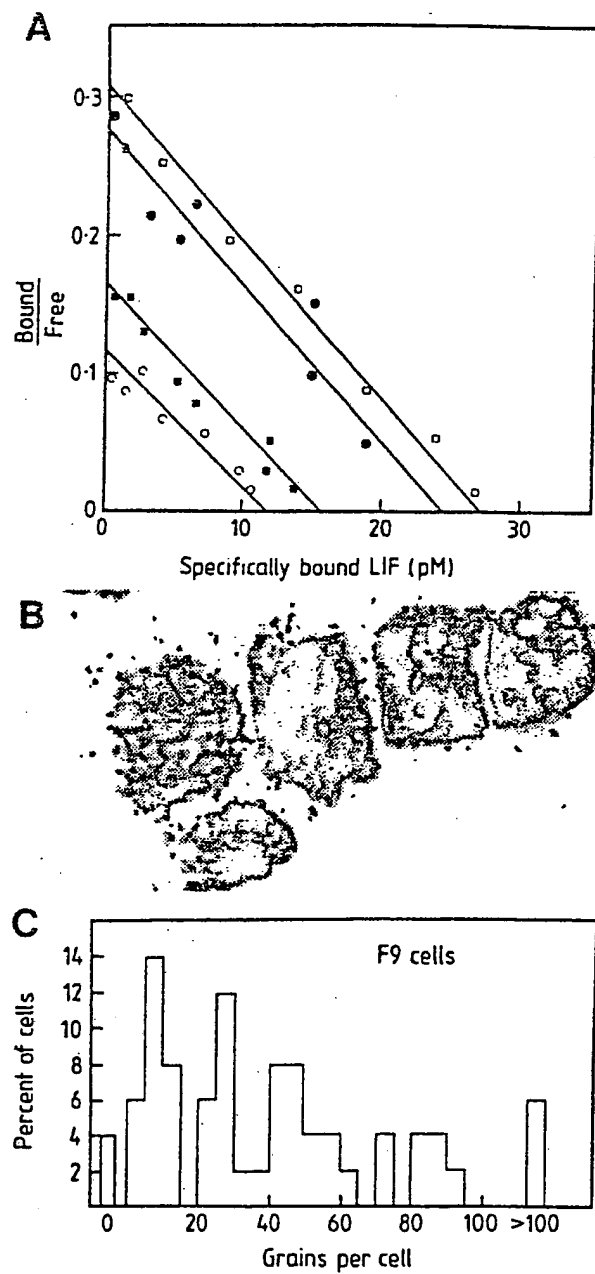 A
0·3
0·2
0·1
0
Bound
Free
0 10 20 30
Specifically bound LIF (pM)
B
C
F9 cells
14
12
10
8
6
4
2
Percent of cells
0 20 40 60 80 100 >100
Grains per cell